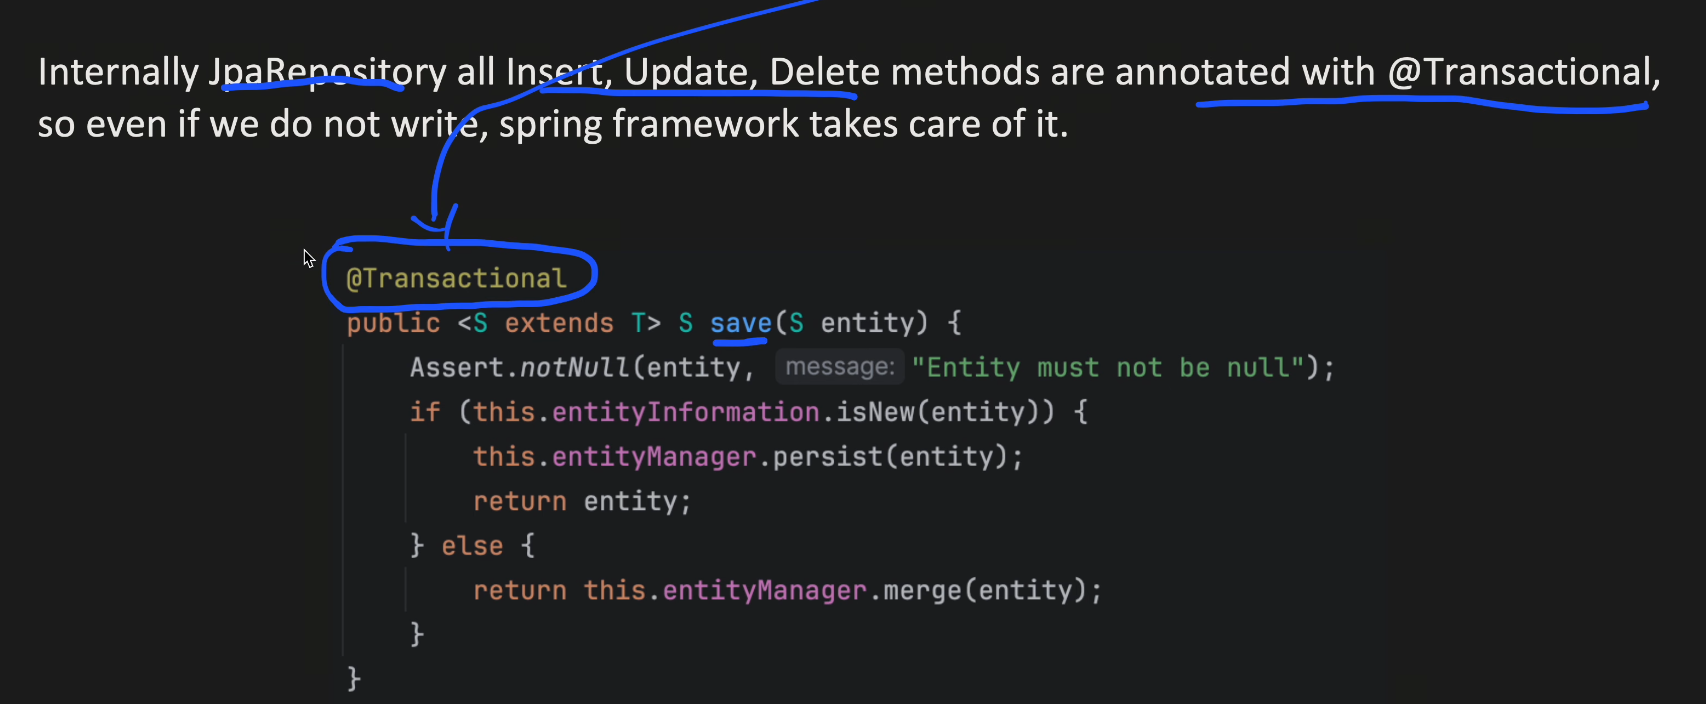 Internally JpaRepository all Insert, Update, Delete methods are annotated with @Transactional,
so even if we do not write, spring framework takes care of it.
@Transactional
public <S extends T> S save(S entity) {
    Assert.notNull(entity, message: "Entity must not be null");
    if (this.entityInformation.isNew(entity)) {
        this.entityManager.persist(entity);
        return entity;
    } else {
        return this.entityManager.merge(entity);
    }
}